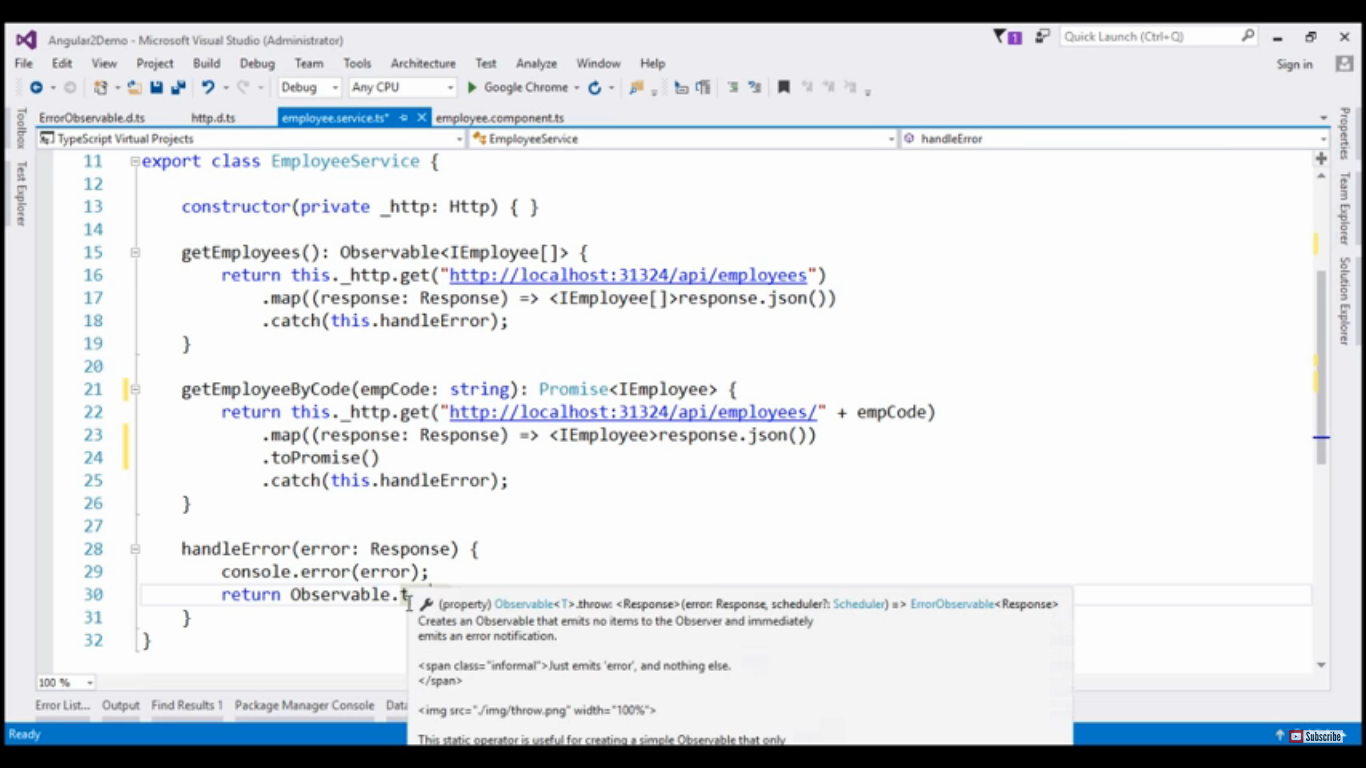 Angular2Demo - Microsoft Visual Studio (Administrator)
1
Quick Launch (Ctrl+Q)
File Edit View Project Build Debug Team Tools Architecture Test Analyze Window Help
Sign in
Debug Any CPU Google Chrome
ErrorObservable.d.ts http.d.ts employee.service.ts* employee.component.ts
TypeScript Virtual Projects EmployeeService handleError
Toolbox
Test Explorer
Properties
Team Explorer
Solution Explorer
11 export class EmployeeService {
12
13 constructor(private _http: Http) { }
14
15 getEmployees(): Observable<IEmployee[]> {
16 return this._http.get("http://localhost:31324/api/employees")
17 .map((response: Response) => <IEmployee[]>response.json())
18 .catch(this.handleError);
19 }
20
21 getEmployeeByCode(empCode: string): Promise<IEmployee> {
22 return this._http.get("http://localhost:31324/api/employees/" + empCode)
23 .map((response: Response) => <IEmployee>response.json())
24 .toPromise()
25 .catch(this.handleError);
26 }
27
28 handleError(error: Response) {
29 console.error(error);
30 return Observable.t
31 }
32 }
(property) Observable<T>.throw: <Response>(error: Response, scheduler?: Scheduler) => ErrorObservable<Response>
Creates an Observable that emits no items to the Observer and immediately
emits an error notification.
<span class="informal">Just emits 'error', and nothing else.
</span>
<img src="./img/throw.png" width="100%">
This static operator is useful for creating a simple Observable that only
100 %
Error List... Output Find Results 1 Package Manager Console Data
Ready
Subscribe